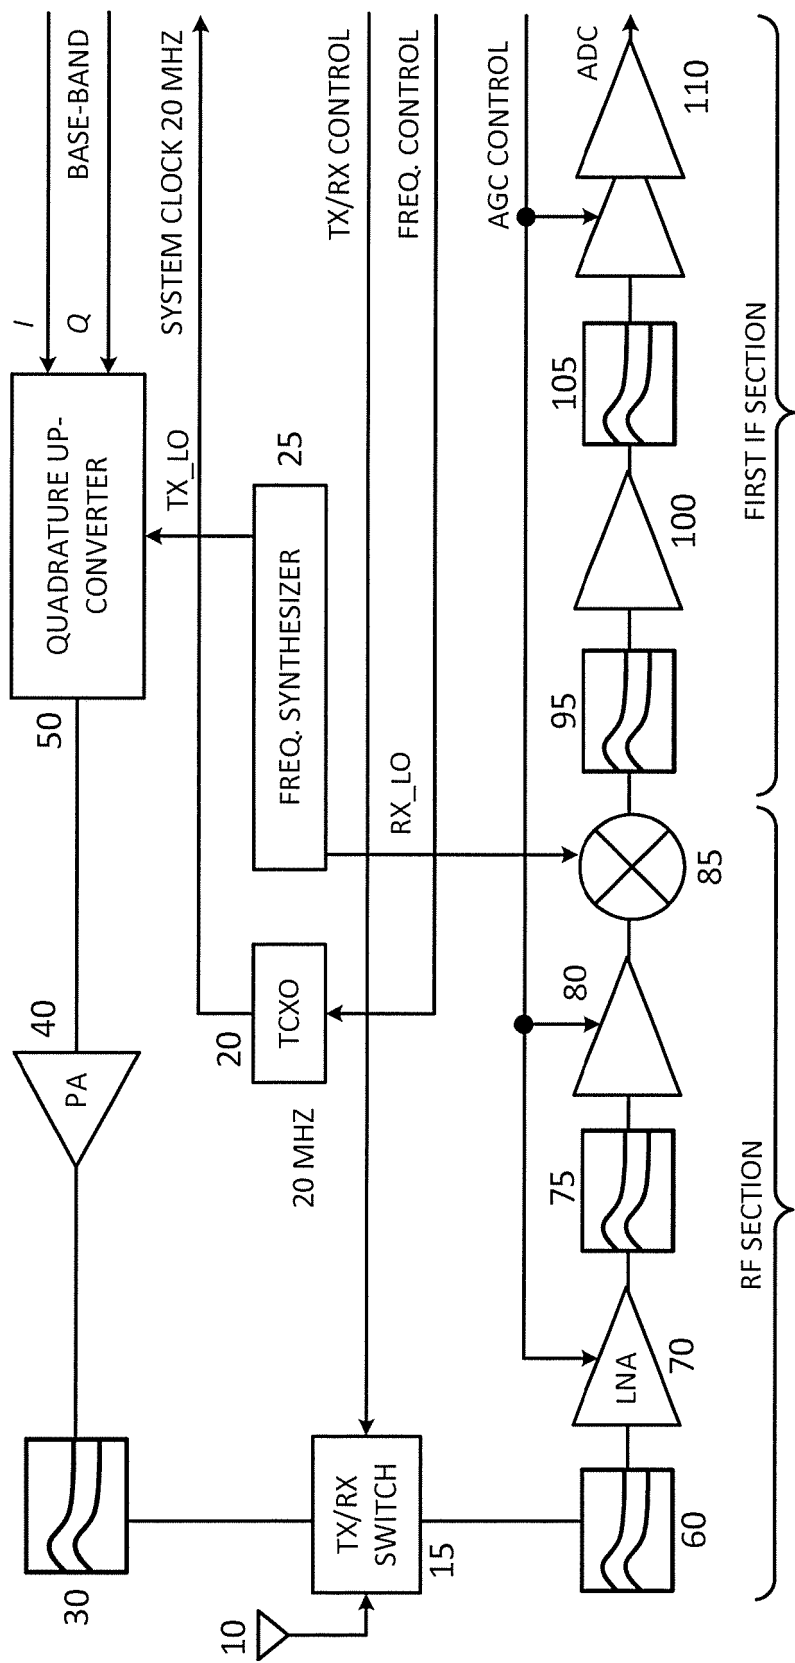 I
Q
BASE-BAND
QUADRATURE UP-
CONVERTER
50
40
PA
30
SYSTEM CLOCK 20 MHZ
TX_LO
25
FREQ. SYNTHESIZER
20
TCXO
20 MHZ
10
TX/RX CONTROL
FREQ. CONTROL
RX_LO
TX/RX
SWITCH
15
AGC CONTROL
60
LNA
70
75
80
85
95
100
105
110
ADC
RF SECTION
FIRST IF SECTION